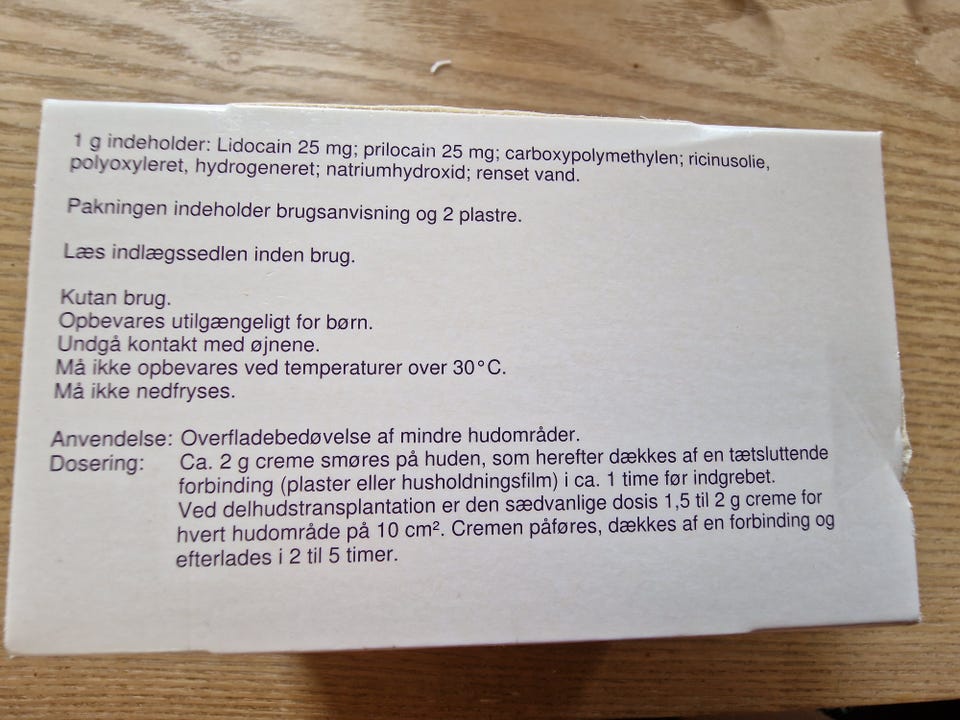 1 g indeholder: Lidocain 25 mg; prilocain 25 mg; carboxypolymethylen; ricinusolie,
polyoxyleret, hydrogeneret; natriumhydroxid; renset vand.
Pakningen indeholder brugsanvisning og 2 plastre.
Læs indlægssedlen inden brug.
Kutan brug.
Opbevares utilgængeligt for børn.
Undgå kontakt med øjnene.
Må ikke opbevares ved temperaturer over 30°C.
Må ikke nedfryses.
Anvendelse: Overfladebedøvelse af mindre hudområder.
Dosering: Ca. 2 g creme smøres på huden, som herefter dækkes af en tætsluttende
forbinding (plaster eller husholdningsfilm) i ca. 1 time før indgrebet.
Ved delhudstransplantation er den sædvanlige dosis 1,5 til 2 g creme for
hvert hudområde på 10 cm². Cremen påføres, dækkes af en forbinding og
efterlades i 2 til 5 timer.